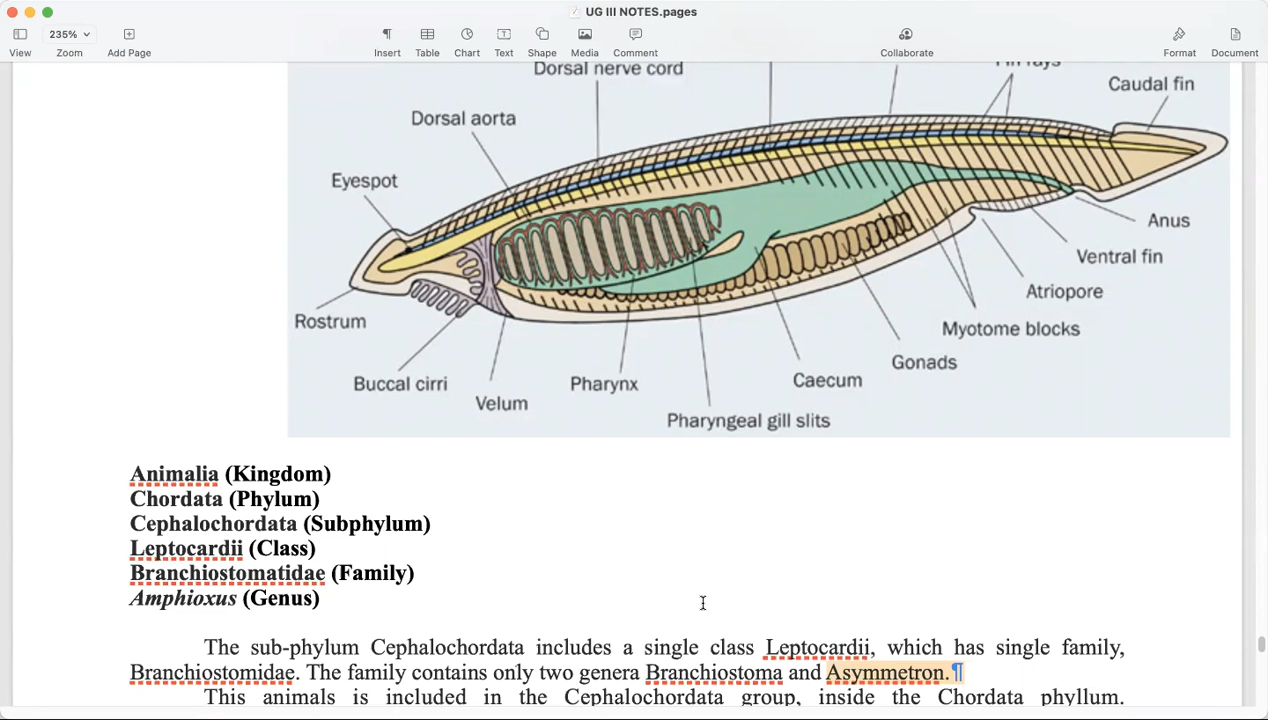 UG III NOTES.pages
235%
View Zoom Add Page Insert Table Chart Text Shape Media Comment Collaborate Format Document
Dorsal nerve cord
Fin rays
Caudal fin
Dorsal aorta
Eyespot
Anus
Ventral fin
Atriopore
Rostrum
Myotome blocks
Gonads
Buccal cirri
Pharynx
Caecum
Velum
Pharyngeal gill slits
Animalia (Kingdom)
Chordata (Phylum)
Cephalochordata (Subphylum)
Leptocardii (Class)
Branchiostomatidae (Family)
Amphioxus (Genus)
The sub-phylum Cephalochordata includes a single class Leptocardii, which has single family,
Branchiostomidae. The family contains only two genera Branchiostoma and Asymmetron.¶
This animals is included in the Cephalochordata group, inside the Chordata phyllum.